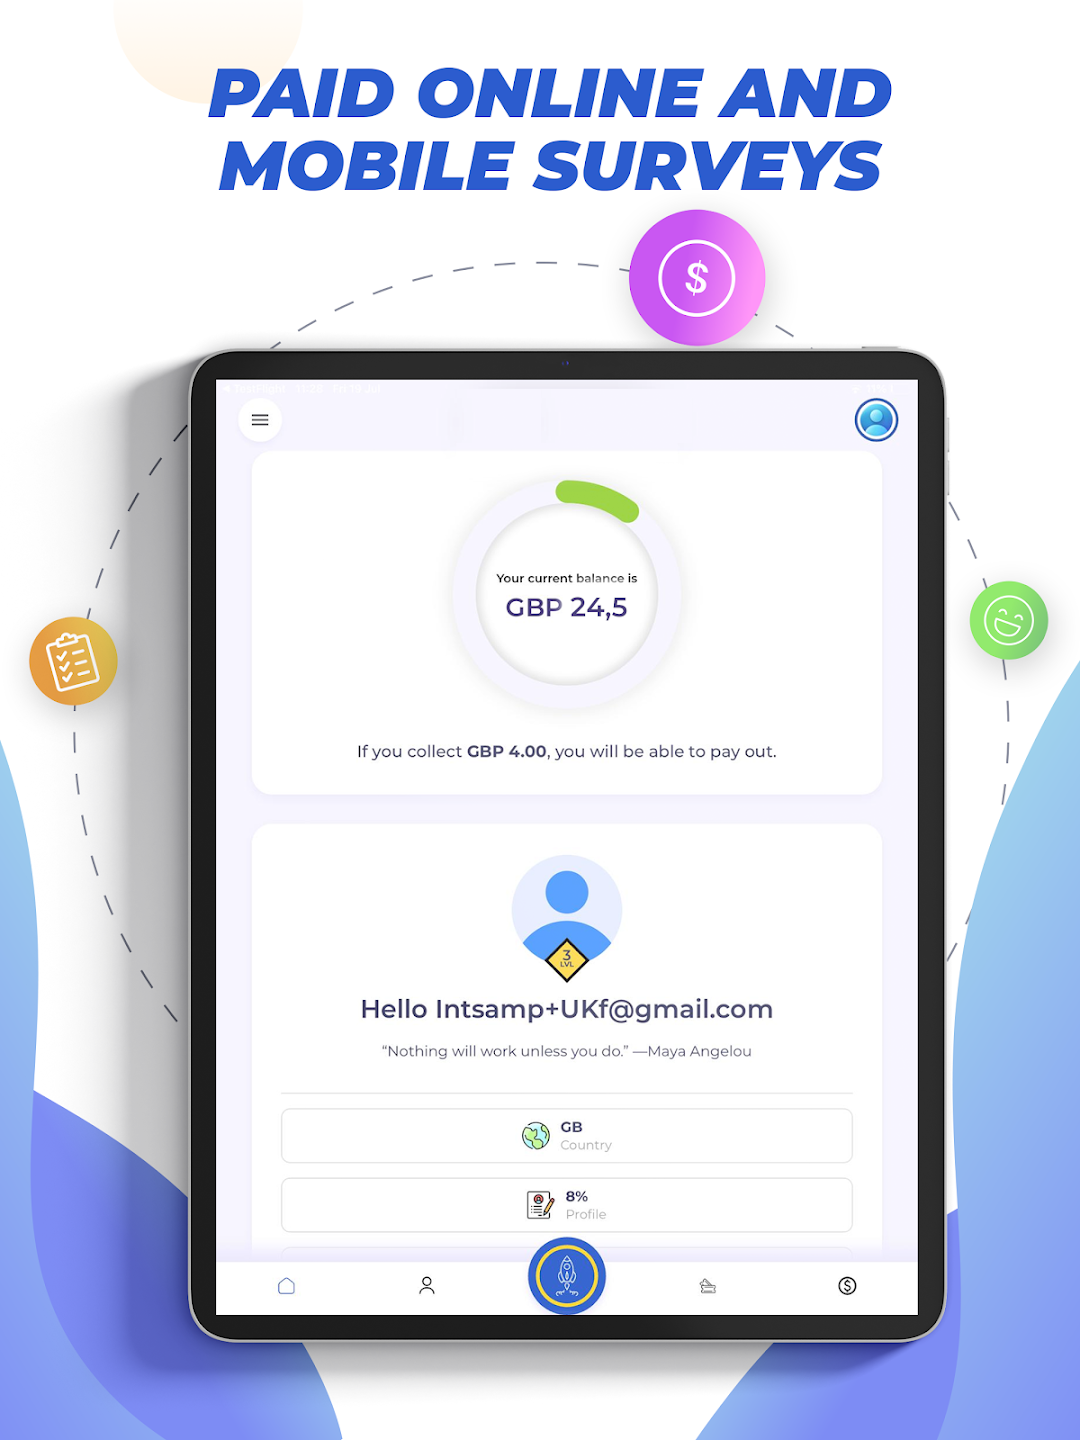 PAID ONLINE AND
MOBILE SURVEYS
$
Your current balance is
GBP 24,5
If you collect GBP 4.00, you will be able to pay out.
3
LVL
Hello Intsamp+UKf@gmail.com
“Nothing will work unless you do.” —Maya Angelou
GB
Country
8%
Profile
$